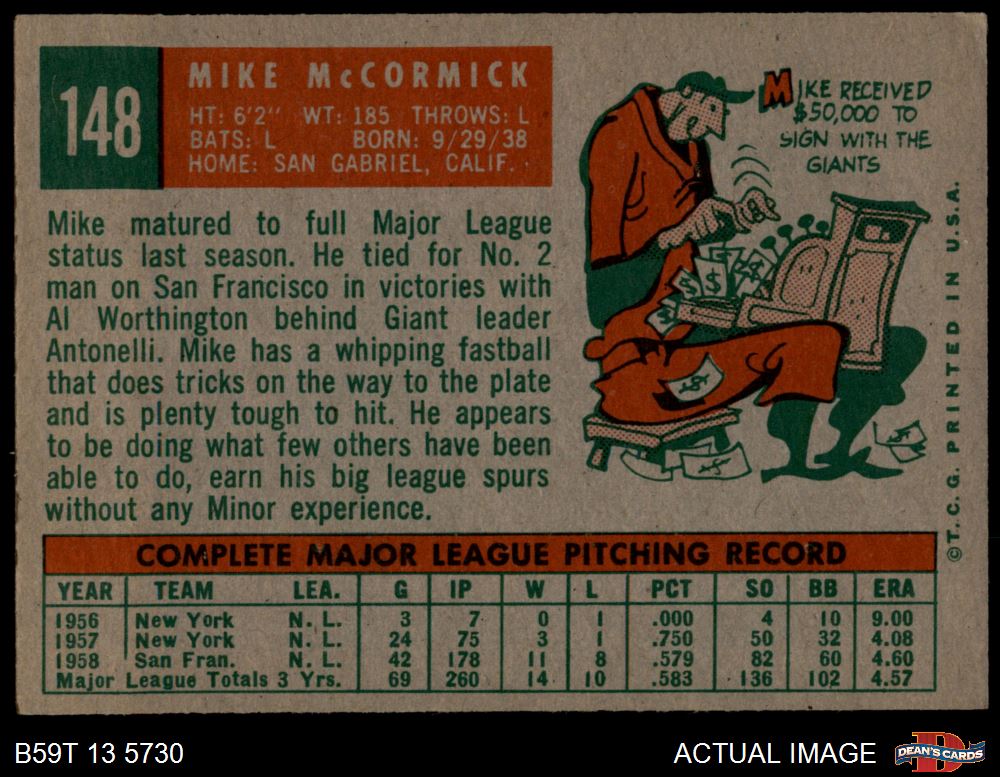 148
MIKE McCORMICK
HT: 6'2" WT: 185 THROWS: L
BATS: L BORN: 9/29/38
HOME: SAN GABRIEL, CALIF.
MIKE RECEIVED
$50,000 TO
SIGN WITH THE
GIANTS
Mike matured to full Major League
status last season. He tied for No. 2
man on San Francisco in victories with
Al Worthington behind Giant leader
Antonelli. Mike has a whipping fastball
that does tricks on the way to the plate
and is plenty tough to hit. He appears
to be doing what few others have been
able to do, earn his big league spurs
without any Minor experience.
©T. C. G. PRINTED IN U.S.A.
COMPLETE MAJOR LEAGUE PITCHING RECORD
YEAR TEAM LEA. G IP W L PCT SO BB ERA
1956 New York N. L. 3 7 0 1 .000 4 10 9.00
1957 New York N. L. 24 75 3 1 .750 50 32 4.08
1958 San Fran. N. L. 42 178 11 8 .579 82 60 4.60
Major League Totals 3 Yrs. 69 260 14 10 .583 136 102 4.57
B59T 13 5730
ACTUAL IMAGE
DEAN'S CARDS